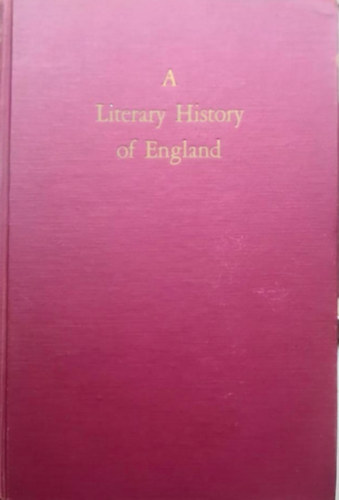 A
Literary History
of England